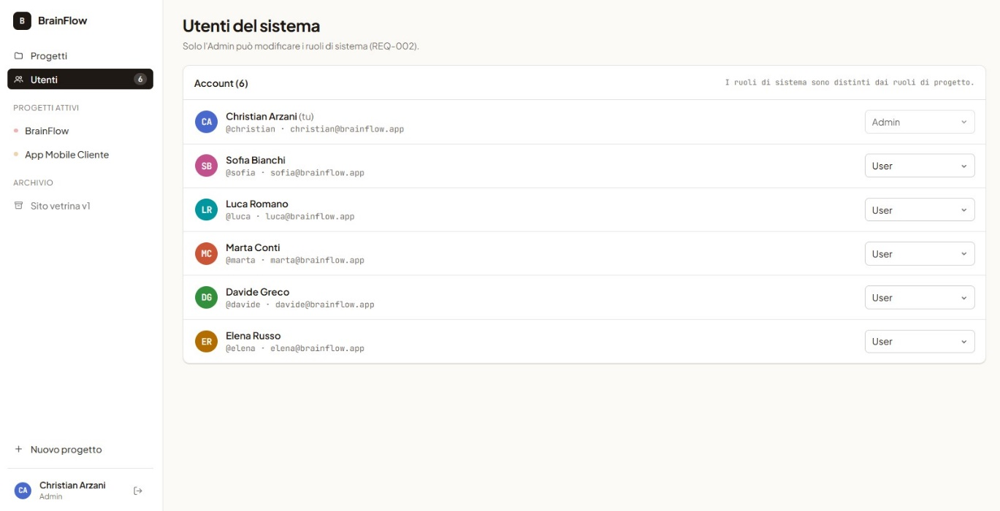 B BrainFlow
Progetti
Utenti 6
PROGETTI ATTIVI
BrainFlow
App Mobile Cliente
ARCHIVIO
Sito vetrina v1
Nuovo progetto
CA Christian Arzani
Admin
Utenti del sistema
Solo l'Admin può modificare i ruoli di sistema (REQ-002).
Account (6) I ruoli di sistema sono distinti dai ruoli di progetto.
CA Christian Arzani (tu)
@christian · christian@brainflow.app
Admin
SB Sofia Bianchi
@sofia · sofia@brainflow.app
User
LR Luca Romano
@luca · luca@brainflow.app
User
MC Marta Conti
@marta · marta@brainflow.app
User
DG Davide Greco
@davide · davide@brainflow.app
User
ER Elena Russo
@elena · elena@brainflow.app
User